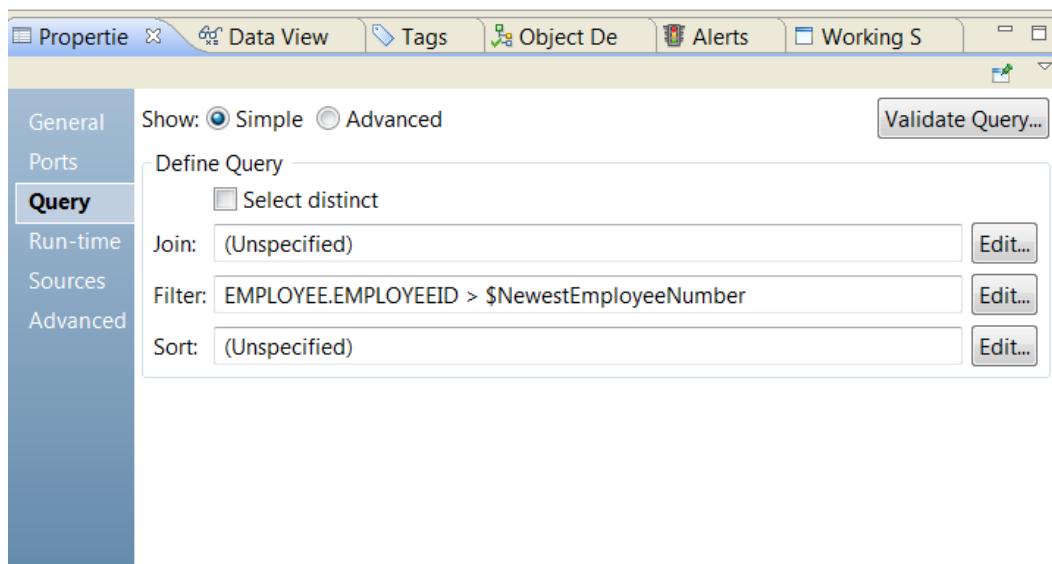 Propertie Data View Tags Object De Alerts Working S
General
Ports
Query
Run-time
Sources
Advanced
Show: Simple Advanced Validate Query...
Define Query
Select distinct
Join: (Unspecified) Edit...
Filter: EMPLOYEE.EMPLOYEEID > $NewestEmployeeNumber Edit...
Sort: (Unspecified) Edit...